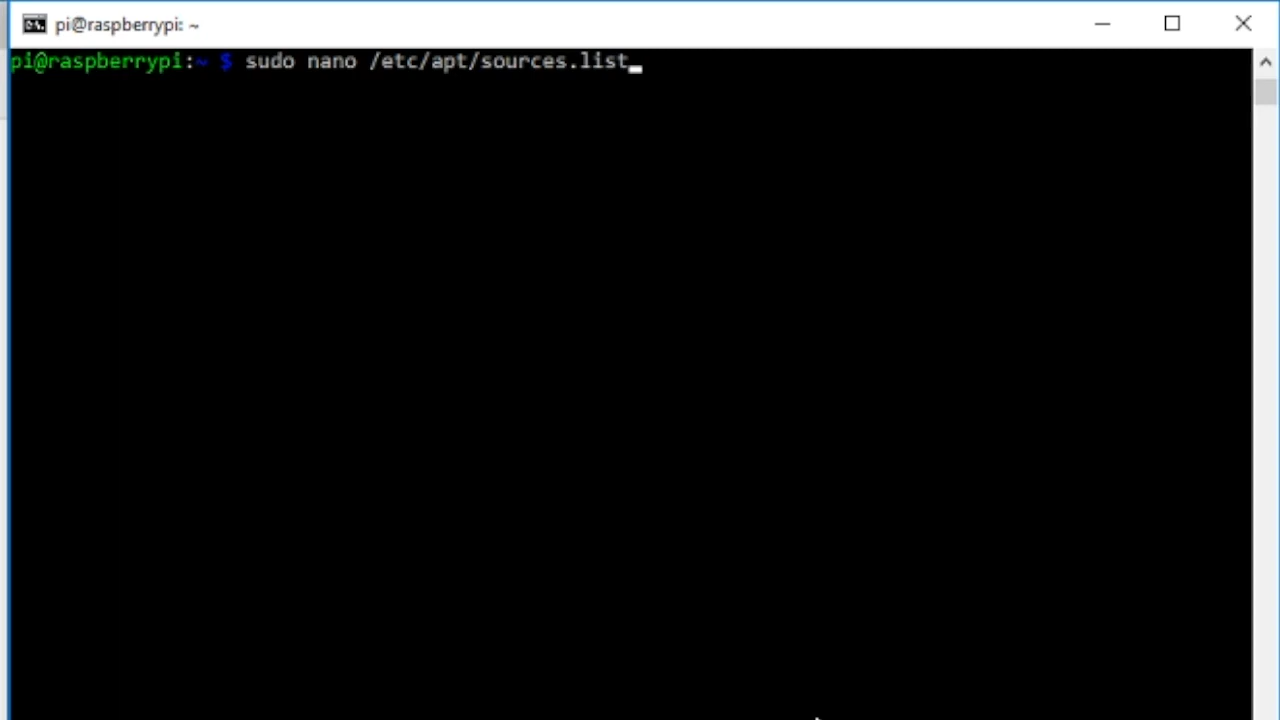 pi@raspberrypi: ~
pi@raspberrypi:~ $ sudo nano /etc/apt/sources.list